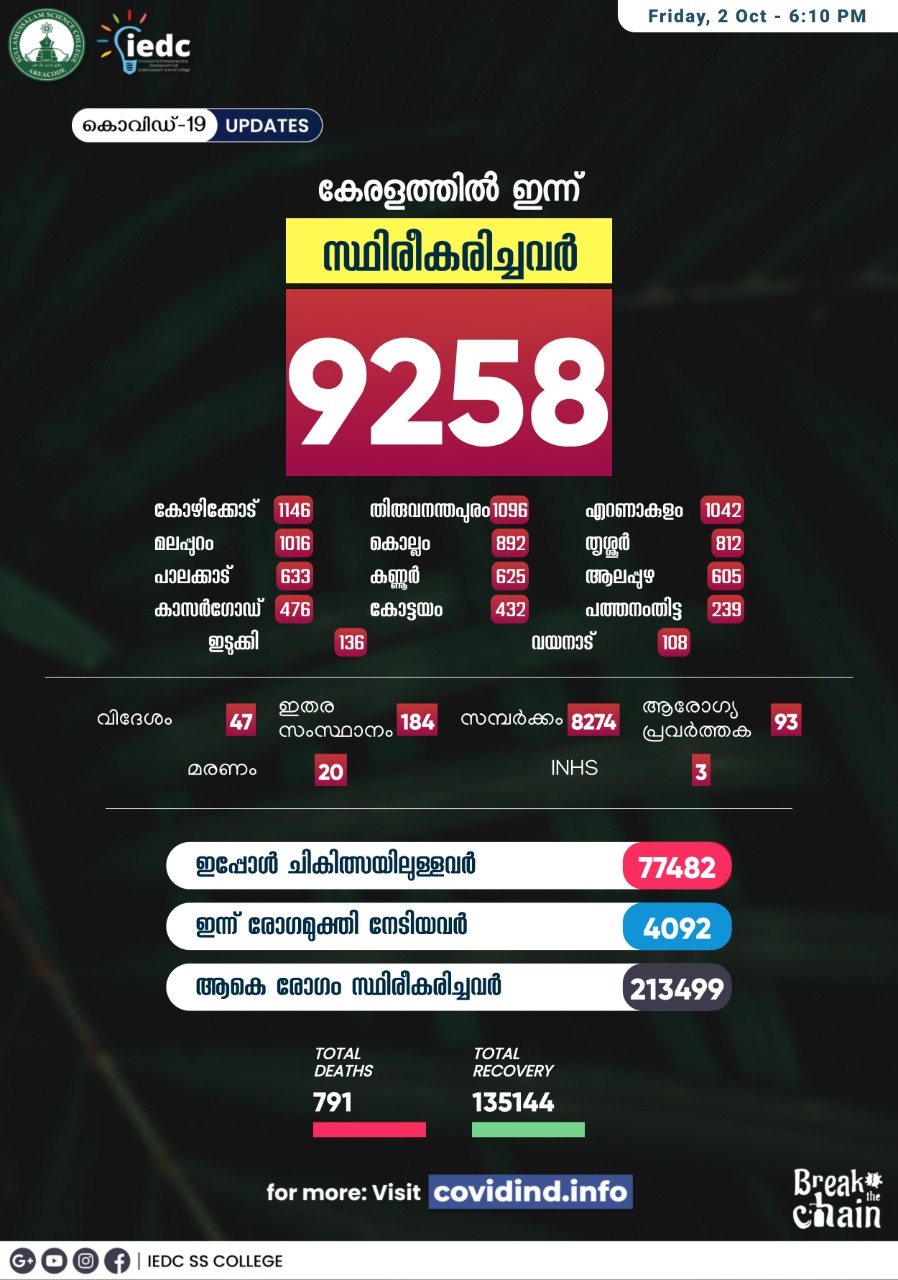 Friday, 2 Oct - 6:10 PM
SULLAMUSSALAM SCIENCE COLLEGE
AREACODE
iedc
കൊവിഡ്-19 UPDATES
കേരളത്തിൽ ഇന്ന്
സ്ഥിരീകരിച്ചവർ
9258
കോഴിക്കോട് 1146 തിരുവനന്തപുരം 1096 എറണാകുളം 1042
മലപ്പുറം 1016 കൊല്ലം 892 തൃശ്ശൂർ 812
പാലക്കാട് 633 കണ്ണൂർ 625 ആലപ്പുഴ 605
കാസർഗോഡ് 476 കോട്ടയം 432 പത്തനംതിട്ട 239
ഇടുക്കി 136 വയനാട് 108
വിദേശം 47 ഇതര സംസ്ഥാനം 184 സമ്പർക്കം 8274 ആരോഗ്യ പ്രവർത്തക 93
മരണം 20 INHS 3
ഇപ്പോൾ ചികിത്സയിലുള്ളവർ 77482
ഇന്ന് രോഗമുക്തി നേടിയവർ 4092
ആകെ രോഗം സ്ഥിരീകരിച്ചവർ 213499
TOTAL DEATHS
791
TOTAL RECOVERY
135144
for more: Visit covidind.info
Break the chain
IEDC SS COLLEGE